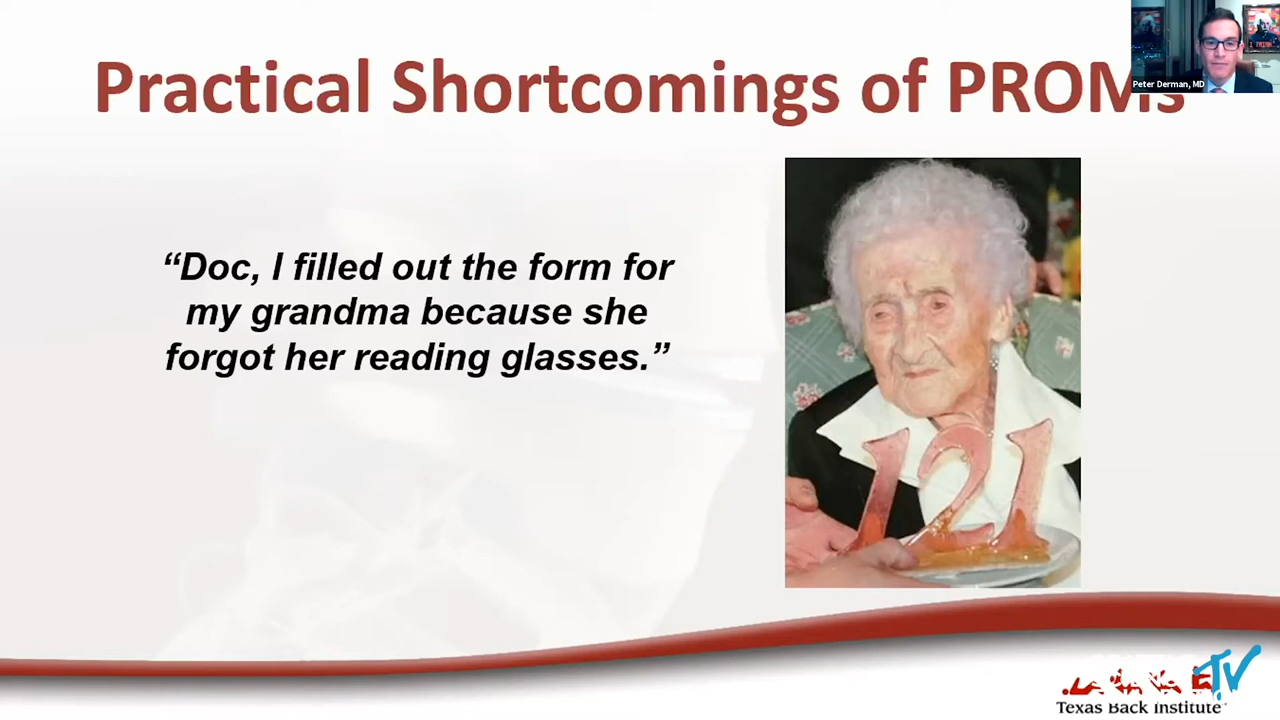 Practical Shortcomings of PROMs
Peter Derman, MD
“Doc, I filled out the form for
my grandma because she
forgot her reading glasses.”
121
TV
Texas Back Institute